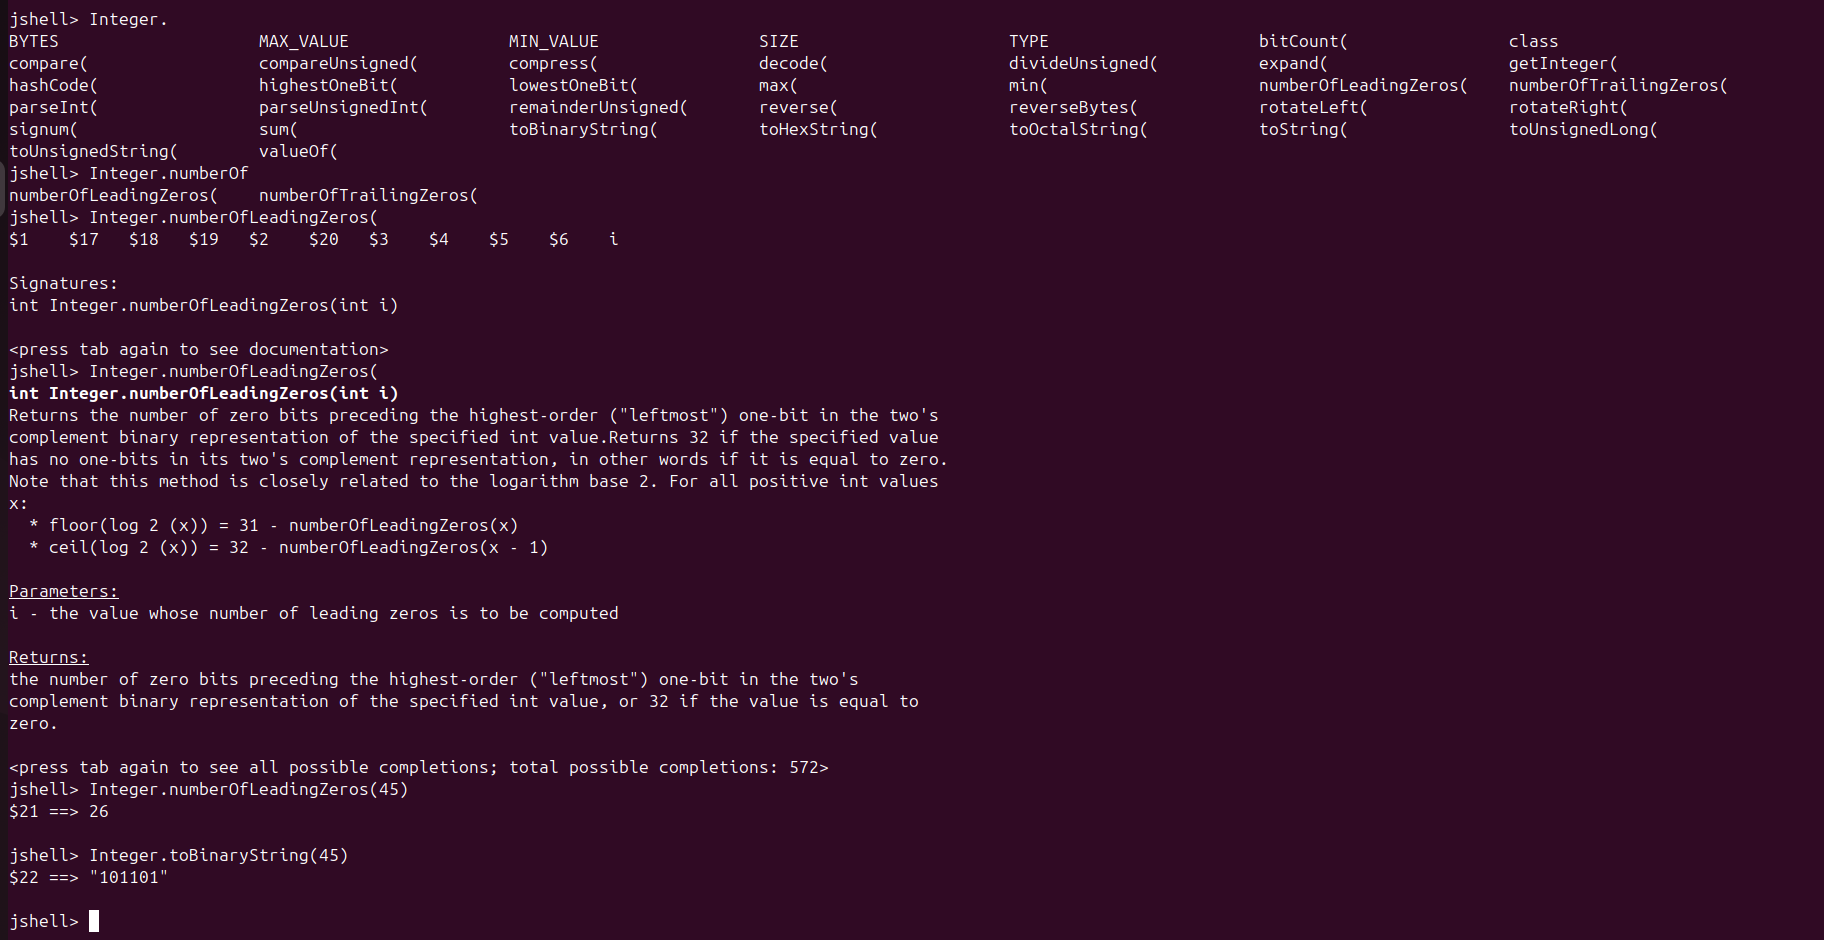 jshell> Integer.
BYTES MAX_VALUE MIN_VALUE SIZE TYPE bitCount( class
compare( compareUnsigned( compress( decode( divideUnsigned( expand( getInteger(
hashCode( highestOneBit( lowestOneBit( max( min( numberOfLeadingZeros( numberOfTrailingZeros(
parseInt( parseUnsignedInt( remainderUnsigned( reverse( reverseBytes( rotateLeft( rotateRight(
signum( sum( toBinaryString( toHexString( toOctalString( toString( toUnsignedLong(
toUnsignedString( valueOf(
jshell> Integer.numberOf
numberOfLeadingZeros( numberOfTrailingZeros(
jshell> Integer.numberOfLeadingZeros(
$1 $17 $18 $19 $2 $20 $3 $4 $5 $6 i
Signatures:
int Integer.numberOfLeadingZeros(int i)
<press tab again to see documentation>
jshell> Integer.numberOfLeadingZeros(
int Integer.numberOfLeadingZeros(int i)
Returns the number of zero bits preceding the highest-order ("leftmost") one-bit in the two's
complement binary representation of the specified int value.Returns 32 if the specified value
has no one-bits in its two's complement representation, in other words if it is equal to zero.
Note that this method is closely related to the logarithm base 2. For all positive int values
x:
* floor(log 2 (x)) = 31 - numberOfLeadingZeros(x)
* ceil(log 2 (x)) = 32 - numberOfLeadingZeros(x - 1)
Parameters:
i - the value whose number of leading zeros is to be computed
Returns:
the number of zero bits preceding the highest-order ("leftmost") one-bit in the two's
complement binary representation of the specified int value, or 32 if the value is equal to
zero.
<press tab again to see all possible completions; total possible completions: 572>
jshell> Integer.numberOfLeadingZeros(45)
$21 ==> 26
jshell> Integer.toBinaryString(45)
$22 ==> "101101"
jshell>